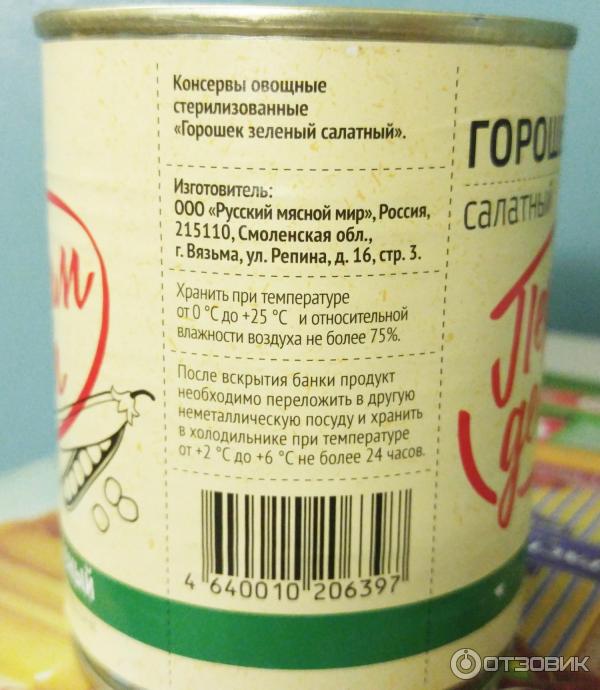 Консервы овощные
стерилизованные
«Горошек зеленый салатный».
Изготовитель:
ООО «Русский мясной мир», Россия,
215110, Смоленская обл.,
г. Вязьма, ул. Репина, д. 16, стр. 3.
Хранить при температуре
от 0 °С до +25 °С и относительной
влажности воздуха не более 75%.
После вскрытия банки продукт
необходимо переложить в другую
неметаллическую посуду и хранить
в холодильнике при температуре
от +2 °С до +6 °С не более 24 часов.
4 640010 206397
ГОРОШЕ
салатный
ОТЗОВИК